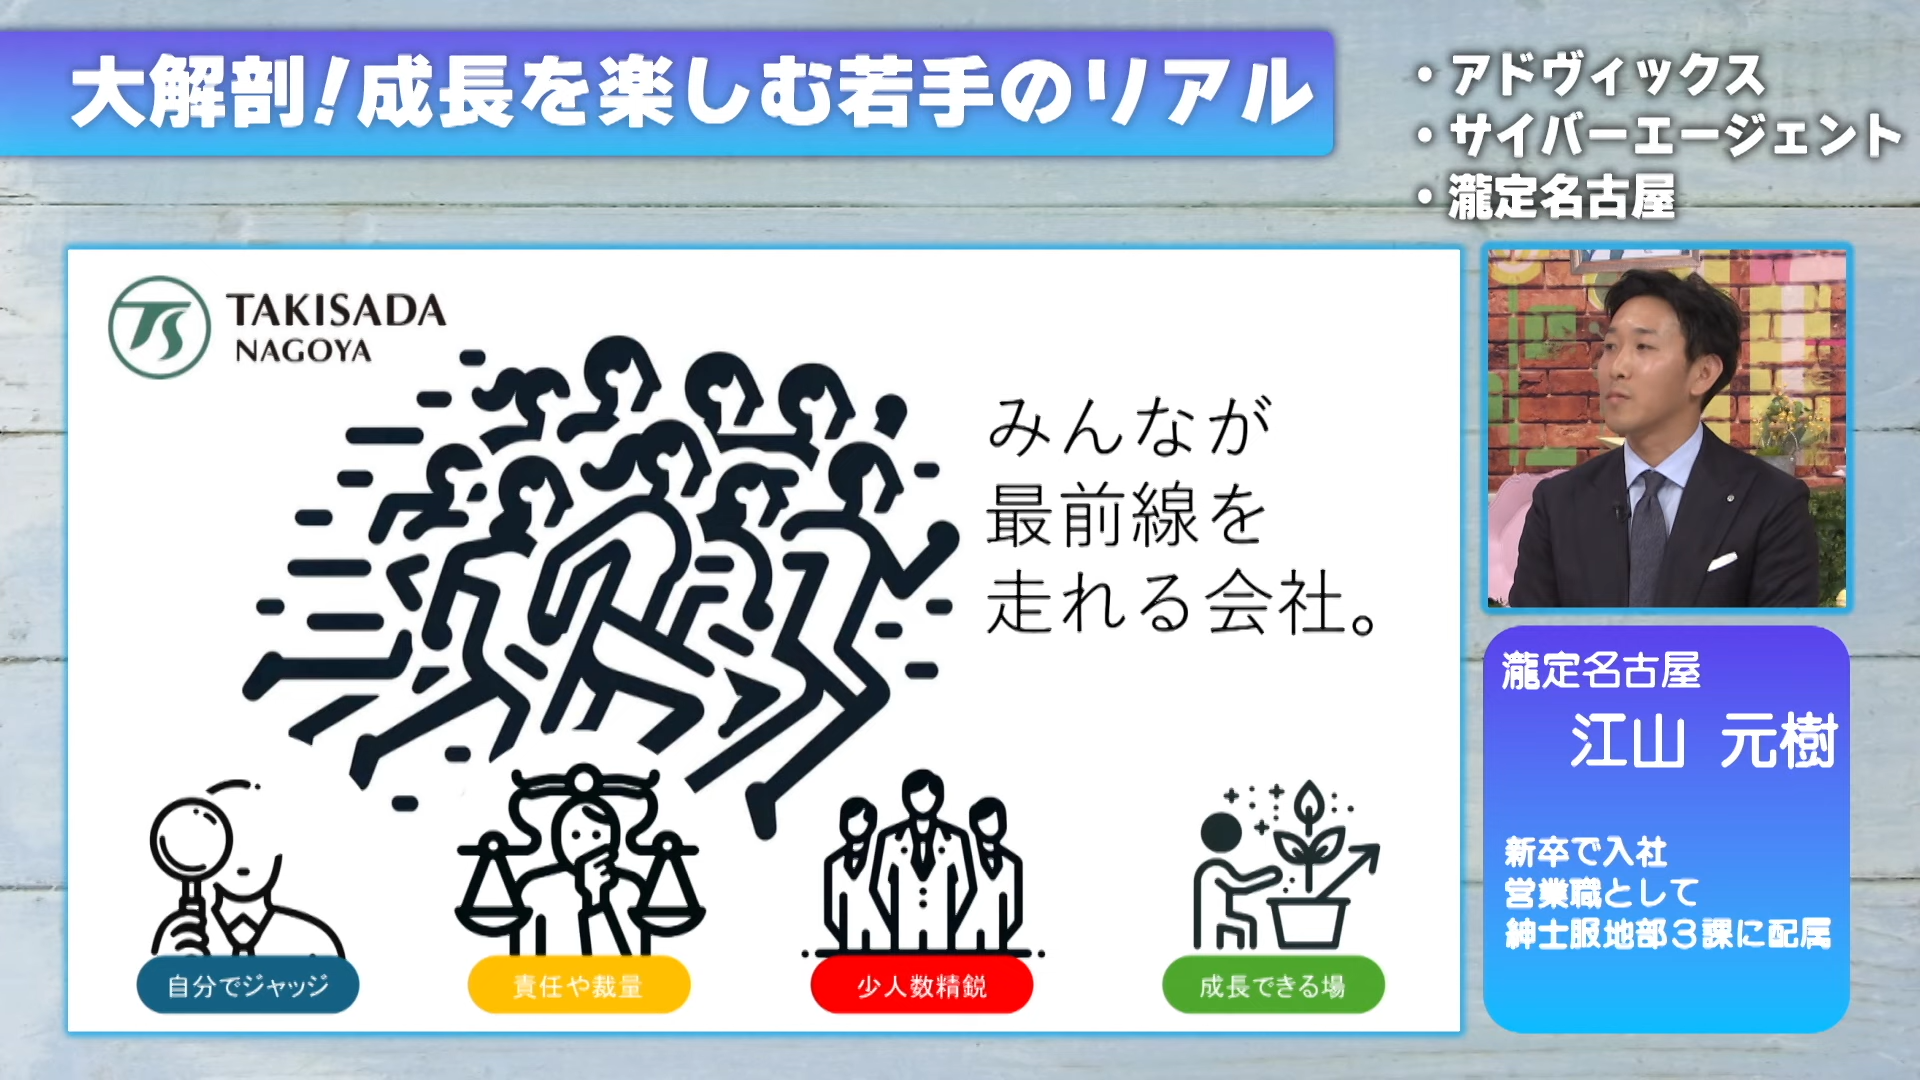 大解剖!成長を楽しむ若手のリアル
・アドヴィックス
・サイバーエージェント
・瀧定名古屋
TS
TAKISADA
NAGOYA
みんなが
最前線を
走れる会社。
自分でジャッジ
責任や裁量
少人数精鋭
成長できる場
瀧定名古屋
江山 元樹
新卒で入社
営業職として
紳士服地部3課に配属